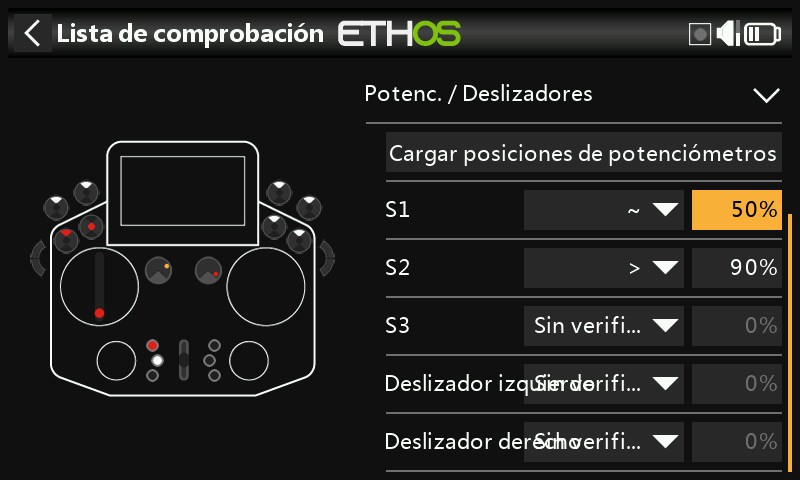 Lista de comprobación ETHOS
Potenc. / Deslizadores
Cargar posiciones de potenciómetros
S1 ~ 50%
S2 > 90%
S3 Sin verifi... 0%
Deslizador izquierdo Sin verifi... 0%
Deslizador derecho Sin verifi... 0%